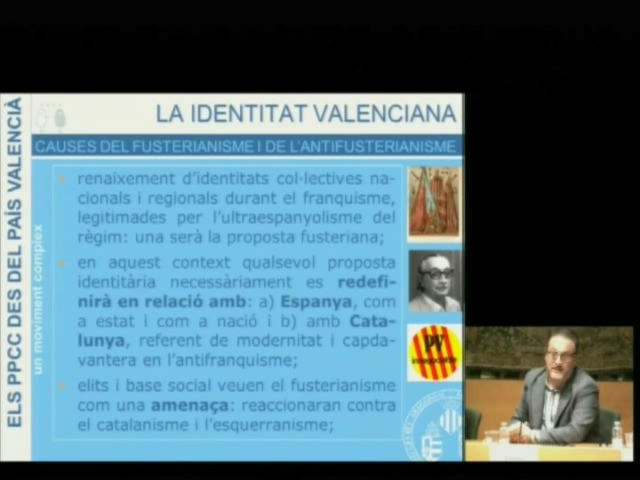 ELS PPCC DES DEL PAÍS VALENCIÀ
un moviment complex
LA IDENTITAT VALENCIANA
CAUSES DEL FUSTERIANISME I DE L'ANTIFUSTERIANISME
renaixement d'identitats col·lectives na-
cionals i regionals durant el franquisme,
legitimades per l'ultraespanyolisme del
règim: una serà la proposta fusteriana;
en aquest context qualsevol proposta
identitària necessàriament es redefi-
nirà en relació amb: a) Espanya, com
a estat i com a nació i b) amb Cata-
lunya, referent de modernitat i capda-
vantera en l'antifranquisme;
elits i base social veuen el fusterianisme
com una amenaça: reaccionaran contra
el catalanisme i l'esquerranisme;
PV